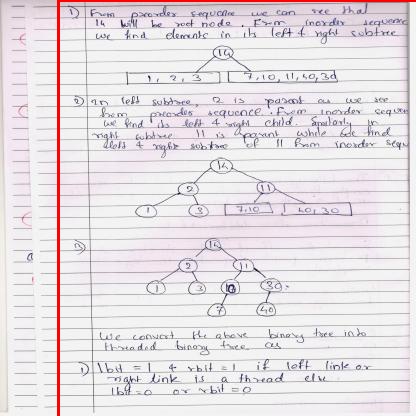 1) From preorder sequence we can see that
14 will be root node. From inorder sequence
we find elements in its left & right subtree
14
1, 2, 3 7,10, 11, 40, 30
2) In left subtree, 2 is parent as we see
from preorder sequence. From inorder sequen
we find its left & right child. Similarly in
right subtree 11 is parent while we find
left & right subtree of 11 from inorder sequ
14
2 11
1 3 7,10 40, 30
3)
14
2 11
1 3 10 30
7 40
We convert the above binary tree into
threaded binary tree as
1) lbit = 1 & rbit = 1 if left link or
right link is a thread else
lbit=0 or rbit=0